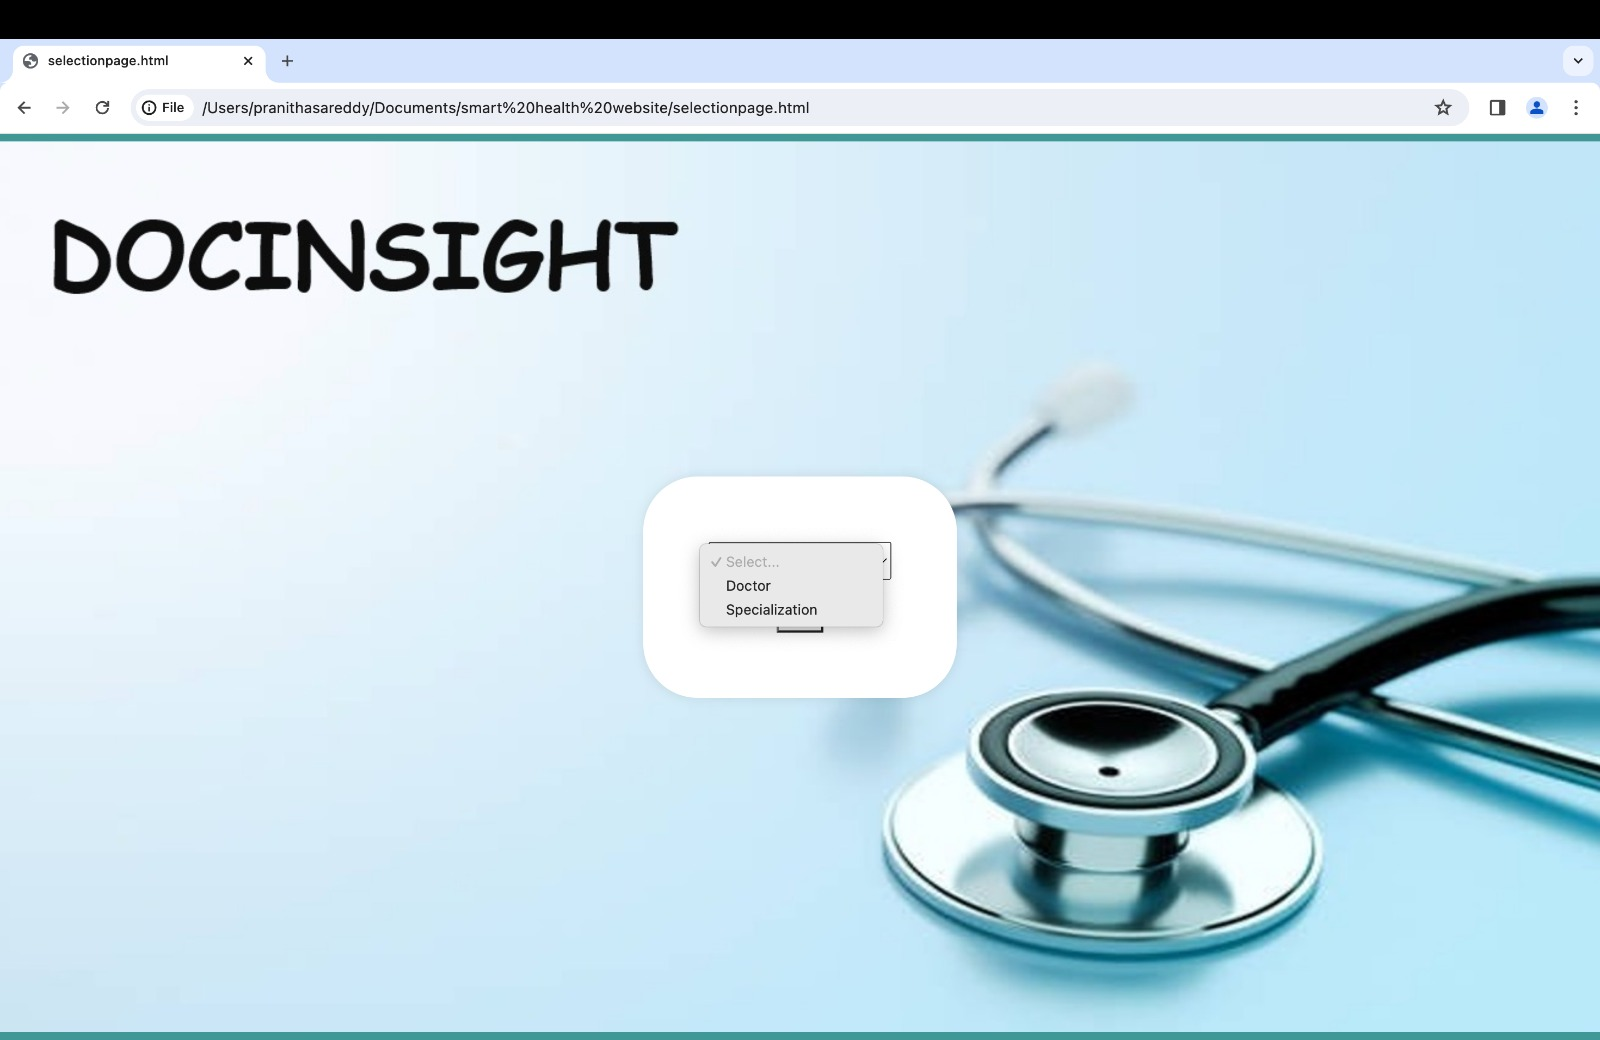 selectionpage.html
File /Users/pranithasareddy/Documents/smart%20health%20website/selectionpage.html
DOCINSIGHT
Select...
Doctor
Specialization